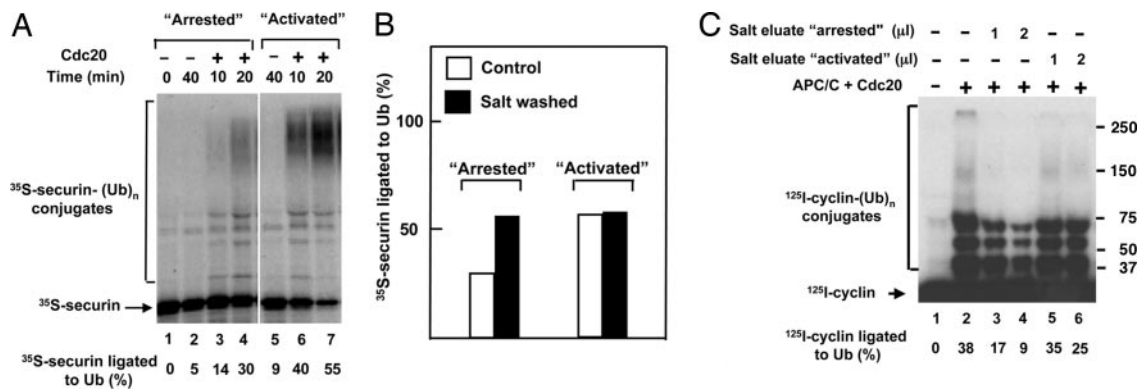 A
"Arrested" "Activated"
Cdc20 – – + + – + +
Time (min) 0 40 10 20 40 10 20
³⁵S-securin- (Ub)n
conjugates
³⁵S-securin
1 2 3 4 5 6 7
³⁵S-securin ligated
to Ub (%)
0 5 14 30 9 40 55
B
Control
Salt washed
"Arrested" "Activated"
100
50
³⁵S-securin ligated to Ub (%)
C
Salt eluate "arrested" (μl) – – 1 2 – –
Salt eluate "activated" (μl) – – – – 1 2
APC/C + Cdc20 – + + + + +
250
150
¹²⁵I-cyclin-(Ub)n
conjugates
75
50
37
¹²⁵I-cyclin
1 2 3 4 5 6
¹²⁵I-cyclin ligated
to Ub (%)
0 38 17 9 35 25